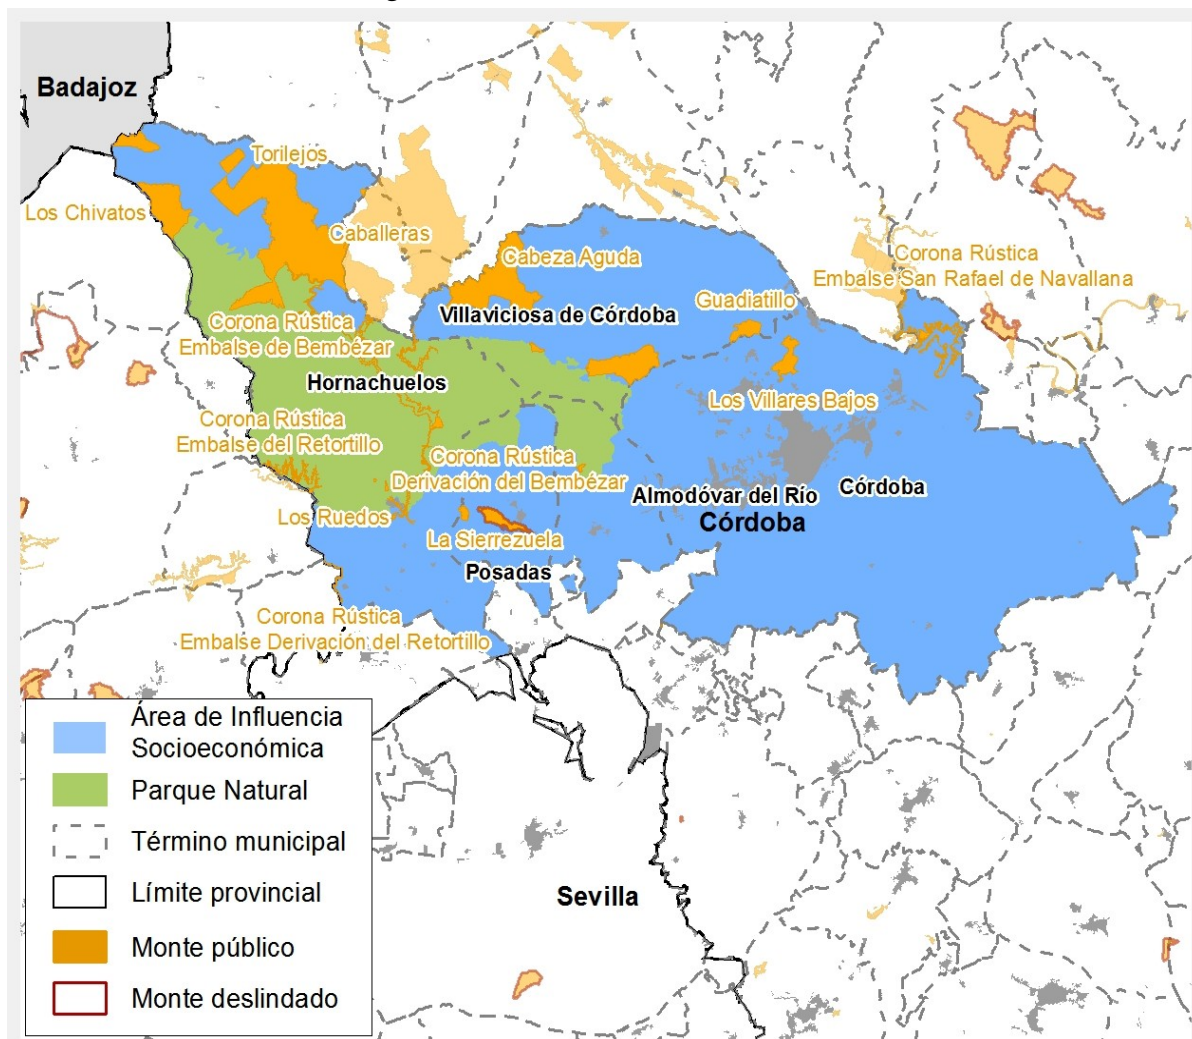 Badajoz
Torilejos
Los Chivatos
Caballeras
Cabeza Aguda
Corona Rústica
Embalse San Rafael de Navallana
Guadiatillo
Villaviciosa de Córdoba
Corona Rústica
Embalse de Bembézar
Hornachuelos
Los Villares Bajos
Corona Rústica
Embalse del Retortillo
Corona Rústica
Derivación del Bembézar
Almodóvar del Río
Córdoba
Córdoba
Los Ruedos
La Sierrezuela
Posadas
Corona Rústica
Embalse Derivación del Retortillo
Sevilla
Área de Influencia
Socioeconómica
Parque Natural
Término municipal
Límite provincial
Monte público
Monte deslindado